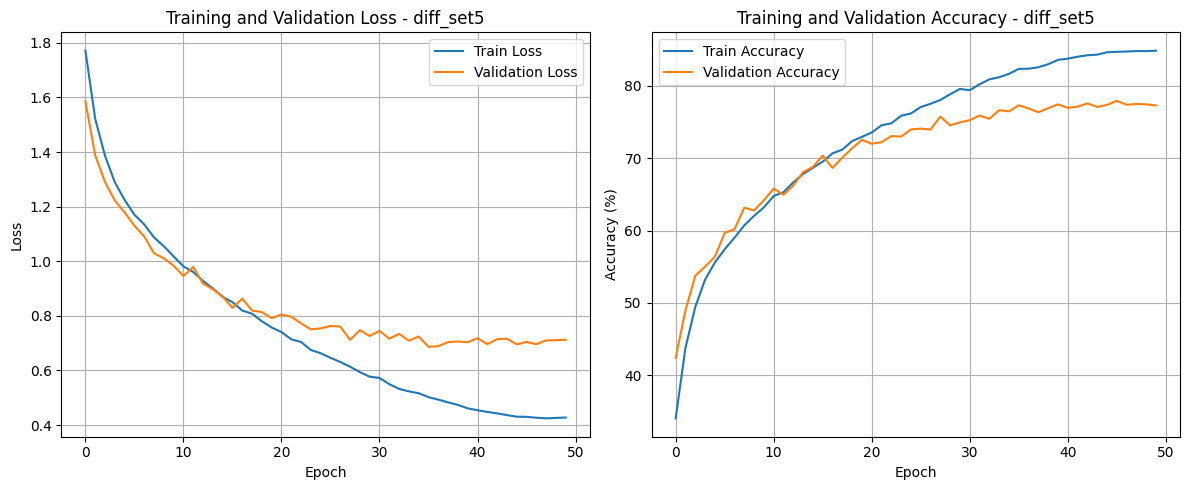 Training and Validation Loss - diff_set5
Train Loss
Validation Loss
1.8
1.6
1.4
1.2
1.0
0.8
0.6
0.4
Loss
0 10 20 30 40 50
Epoch
Training and Validation Accuracy - diff_set5
Train Accuracy
Validation Accuracy
80
70
60
50
40
Accuracy (%)
0 10 20 30 40 50
Epoch